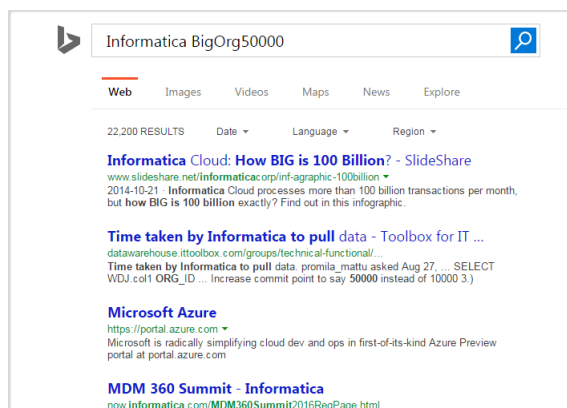 Informatica BigOrg50000
Web Images Videos Maps News Explore
22,200 RESULTS Date Language Region
Informatica Cloud: How BIG is 100 Billion? - SlideShare
www.slideshare.net/informaticacorp/inf-agraphic-100billion
2014-10-21 · Informatica Cloud processes more than 100 billion transactions per month,
but how BIG is 100 billion exactly? Find out in this infographic.
Time taken by Informatica to pull data - Toolbox for IT ...
datawarehouse.ittoolbox.com/groups/technical-functional/...
Time taken by Informatica to pull data. promila_mattu asked Aug 27, ... SELECT
WDJ.col1 ORG_ID ... Increase commit point to say 50000 instead of 10000 3.)
Microsoft Azure
https://portal.azure.com
Microsoft is radically simplifying cloud dev and ops in first-of-its-kind Azure Preview
portal at portal.azure.com
MDM 360 Summit - Informatica
now.informatica.com/MDM360Summit2016RegPage.html